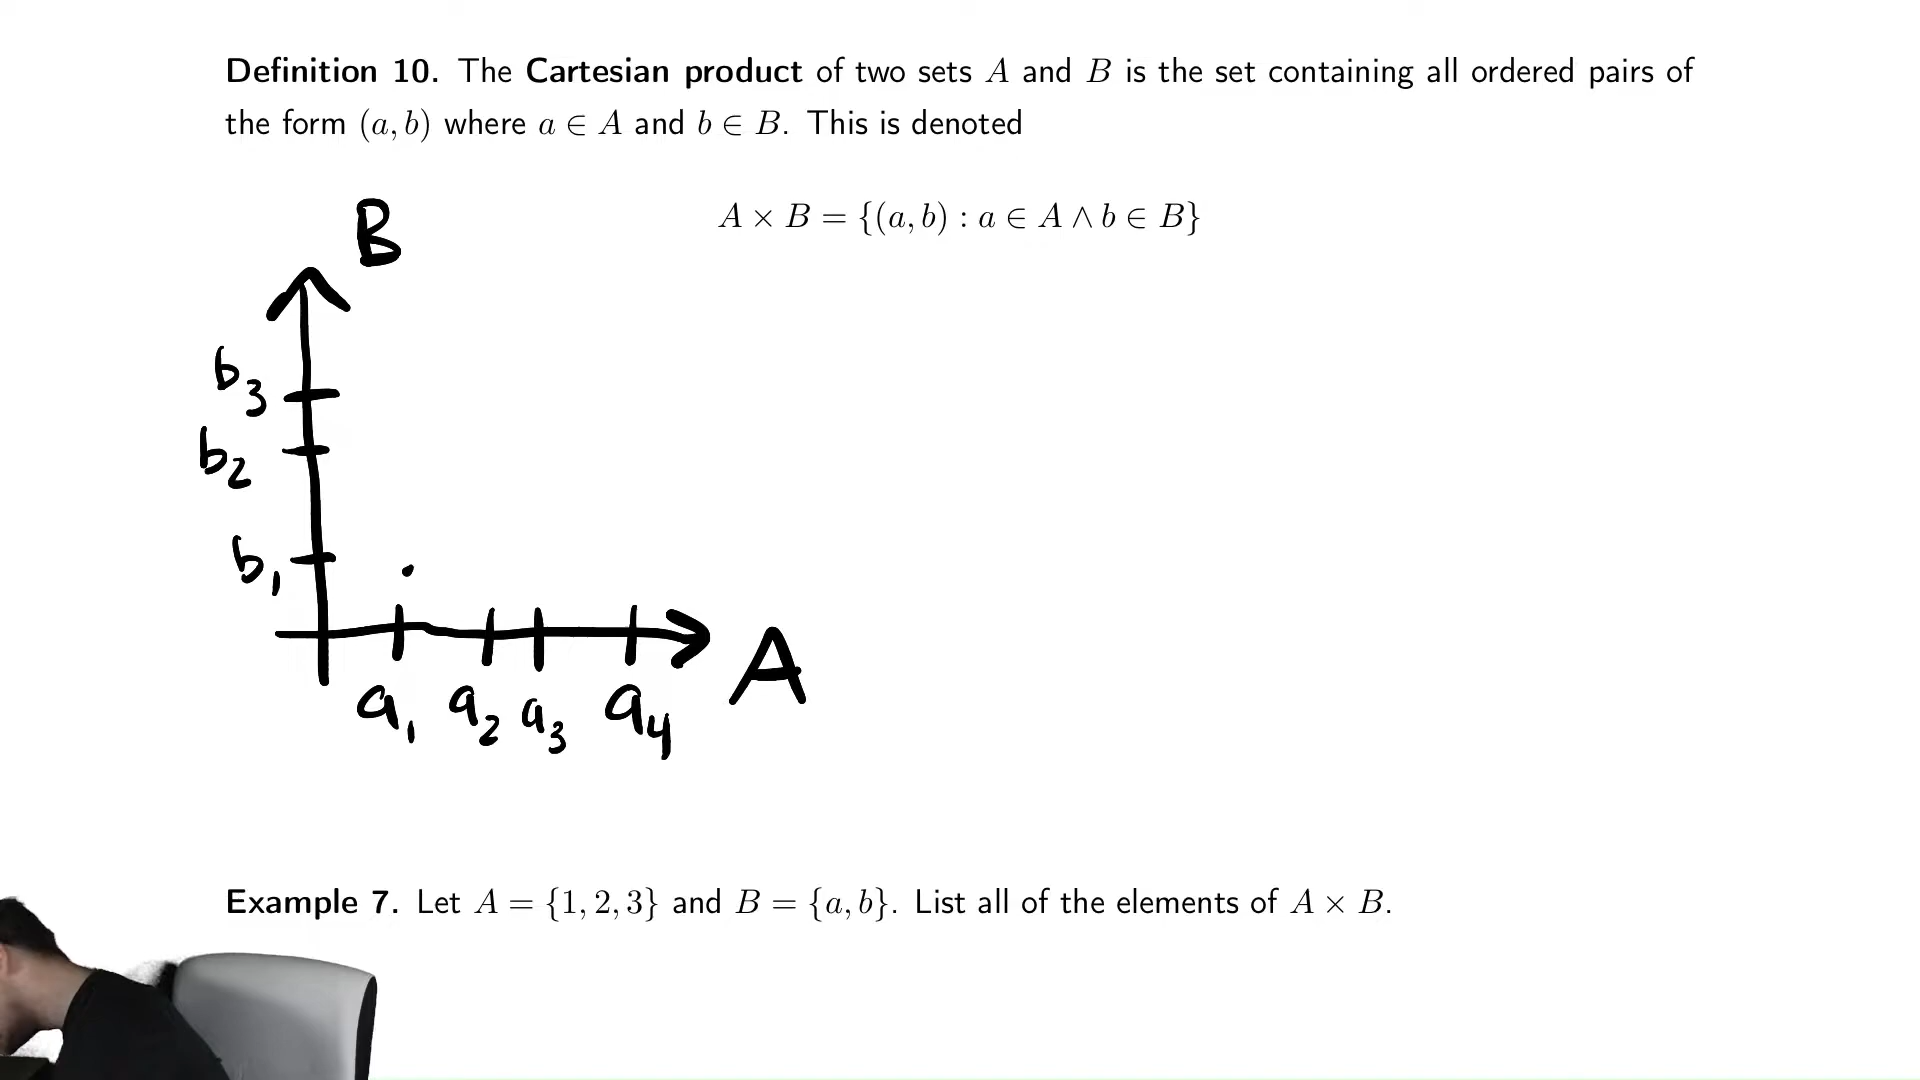 Definition 10. The Cartesian product of two sets A and B is the set containing all ordered pairs of
the form (a, b) where a ∈ A and b ∈ B. This is denoted
A × B = {(a, b) : a ∈ A ∧ b ∈ B}
B
b₃
b₂
b₁
a₁ a₂ a₃ a₄ A
Example 7. Let A = {1, 2, 3} and B = {a, b}. List all of the elements of A × B.